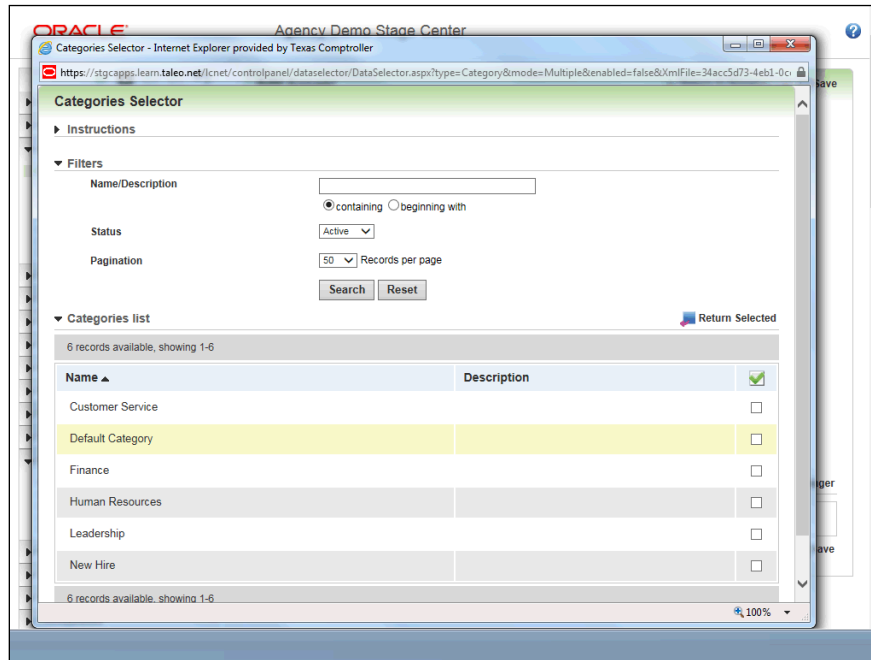 ORACLE
Agency Demo Stage Center
Categories Selector - Internet Explorer provided by Texas Comptroller
https://stgcapps.learn.taleo.net/lcnet/controlpanel/dataselector/DataSelector.aspx?type=Category&mode=Multiple&enabled=false&XmlFile=34acc5d73-4eb1-0c
Save
Categories Selector
Instructions
Filters
Name/Description
containing beginning with
Status Active
Pagination 50 Records per page
Search Reset
Categories list Return Selected
6 records available, showing 1-6
Name Description
Customer Service
Default Category
Finance
Human Resources
ger
Leadership
ave
New Hire
6 records available, showing 1-6
100%